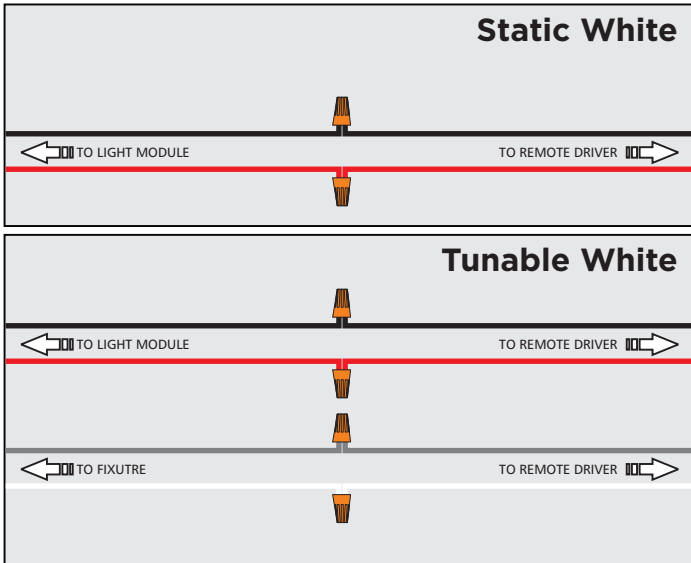 Static White
TO LIGHT MODULE TO REMOTE DRIVER
Tunable White
TO LIGHT MODULE TO REMOTE DRIVER
TO FIXUTRE TO REMOTE DRIVER